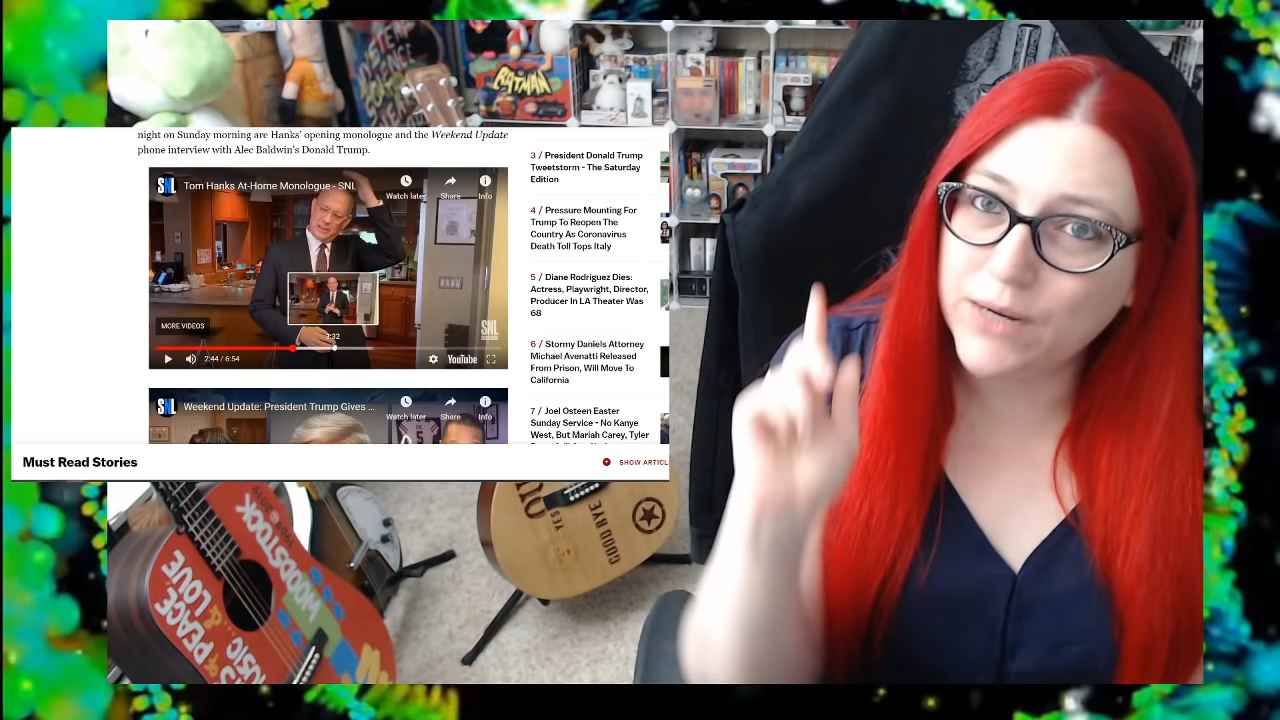 night on Sunday morning are Hanks' opening monologue and the Weekend Update
phone interview with Alec Baldwin's Donald Trump.
SNL
Tom Hanks At-Home Monologue - SNL
Watch later
Share
Info
MORE VIDEOS
3:32
SNL
2:44 / 6:54
YouTube
SNL
Weekend Update: President Trump Gives ...
Watch later
Share
Info
3 / President Donald Trump
Tweetstorm - The Saturday
Edition
4 / Pressure Mounting For
Trump To Reopen The
Country As Coronavirus
Death Toll Tops Italy
5 / Diane Rodriguez Dies:
Actress, Playwright, Director,
Producer In LA Theater Was
68
6 / Stormy Daniels Attorney
Michael Avenatti Released
From Prison, Will Move To
California
7 / Joel Osteen Easter
Sunday Service - No Kanye
West, But Mariah Carey, Tyler
Must Read Stories
SHOW ARTICL
BATMAN
WOODSTOCK
PEACE
& LOVE
MUSIC
YES
GOOD BYE